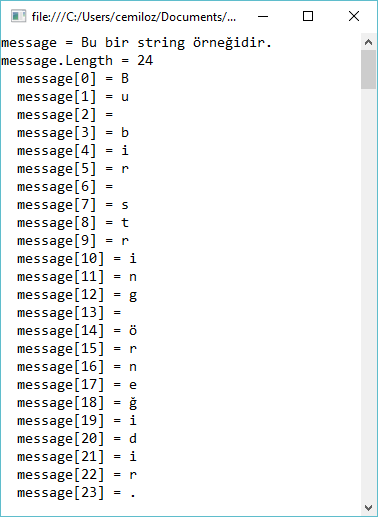 file:///C:/Users/cemiloz/Documents/...
message = Bu bir string örneğidir.
message.Length = 24
message[0] = B
message[1] = u
message[2] =
message[3] = b
message[4] = i
message[5] = r
message[6] =
message[7] = s
message[8] = t
message[9] = r
message[10] = i
message[11] = n
message[12] = g
message[13] =
message[14] = ö
message[15] = r
message[16] = n
message[17] = e
message[18] = ğ
message[19] = i
message[20] = d
message[21] = i
message[22] = r
message[23] = .